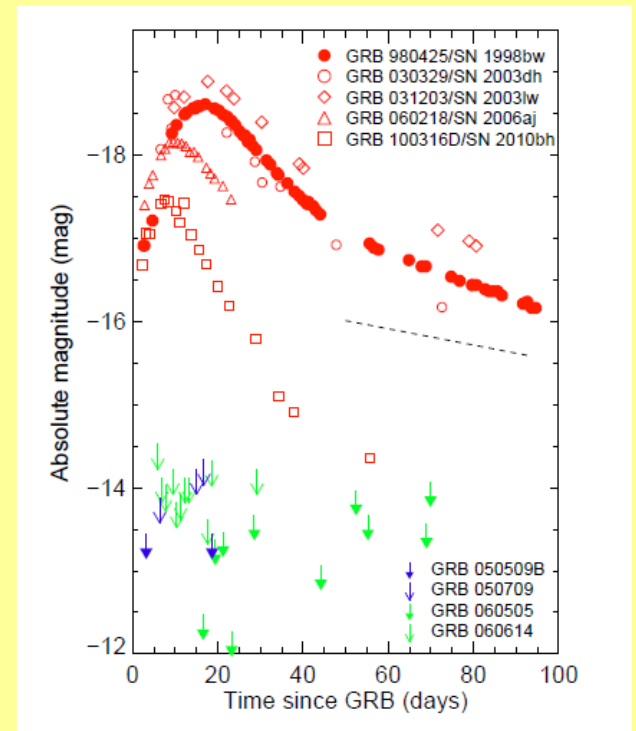 GRB 980425/SN 1998bw
GRB 030329/SN 2003dh
GRB 031203/SN 2003lw
GRB 060218/SN 2006aj
GRB 100316D/SN 2010bh
−18
−16
−14
−12
Absolute magnitude (mag)
GRB 050509B
GRB 050709
GRB 060505
GRB 060614
0 20 40 60 80 100
Time since GRB (days)